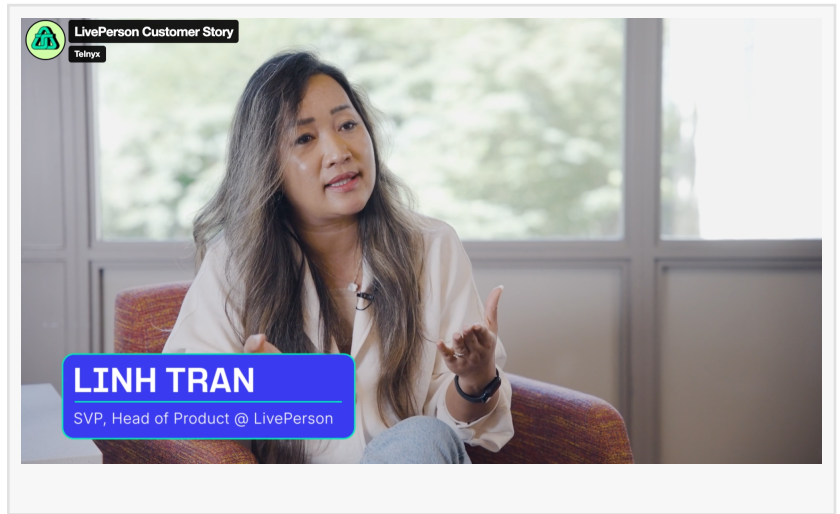 LivePerson Customer Story
Telnyx
LINH TRAN
SVP, Head of Product @ LivePerson